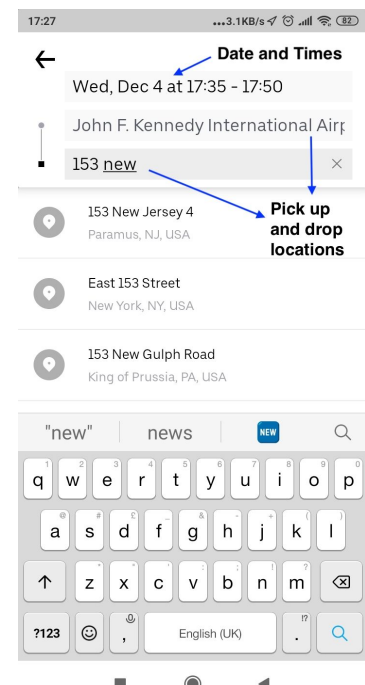 17:27
...3.1KB/s 82
Date and Times
Wed, Dec 4 at 17:35 - 17:50
John F. Kennedy International Airp
153 new
Pick up
and drop
locations
153 New Jersey 4
Paramus, NJ, USA
East 153 Street
New York, NY, USA
153 New Gulph Road
King of Prussia, PA, USA
"new" news NEW
1 2 3 4 5 6 7 8 9 0
q w e r t y u i o p
@ # £ _ & - + ( )
a s d f g h j k l
* " ' : ; ! ?
z x c v b n m
?123 , English (UK) . !?